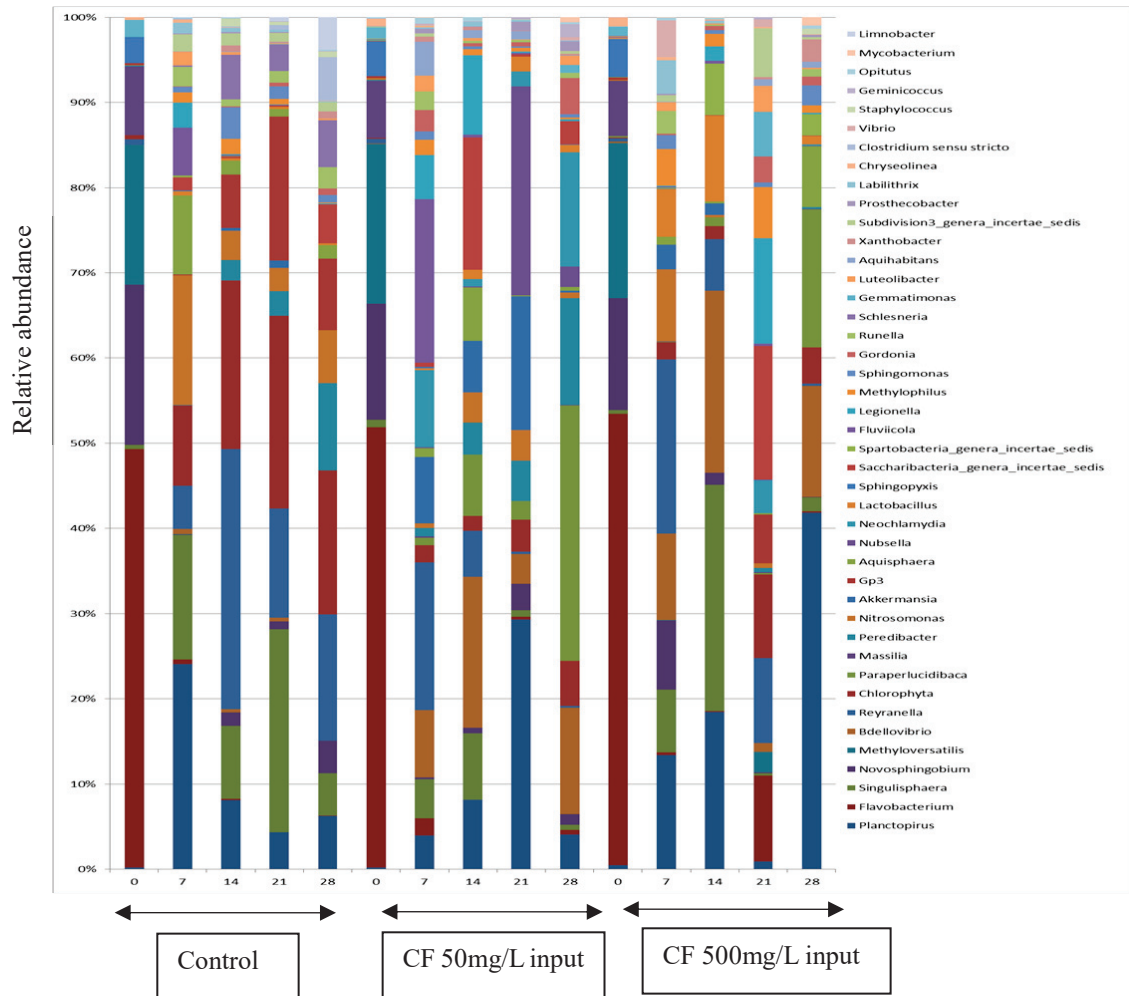 Relative abundance
100%
90%
80%
70%
60%
50%
40%
30%
20%
10%
0%
0 7 14 21 28 0 7 14 21 28 0 7 14 21 28
Control
CF 50mg/L input
CF 500mg/L input
Limnobacter
Mycobacterium
Opitutus
Geminicoccus
Staphylococcus
Vibrio
Clostridium sensu stricto
Chryseolinea
Labilithrix
Prosthecobacter
Subdivision3_genera_incertae_sedis
Xanthobacter
Aquihabitans
Luteolibacter
Gemmatimonas
Schlesneria
Runella
Gordonia
Sphingomonas
Methylophilus
Legionella
Fluviicola
Spartobacteria_genera_incertae_sedis
Saccharibacteria_genera_incertae_sedis
Sphingopyxis
Lactobacillus
Neochlamydia
Nubsella
Aquisphaera
Gp3
Akkermansia
Nitrosomonas
Peredibacter
Massilia
Paraperlucidibaca
Chlorophyta
Reyranella
Bdellovibrio
Methyloversatilis
Novosphingobium
Singulisphaera
Flavobacterium
Planctopirus